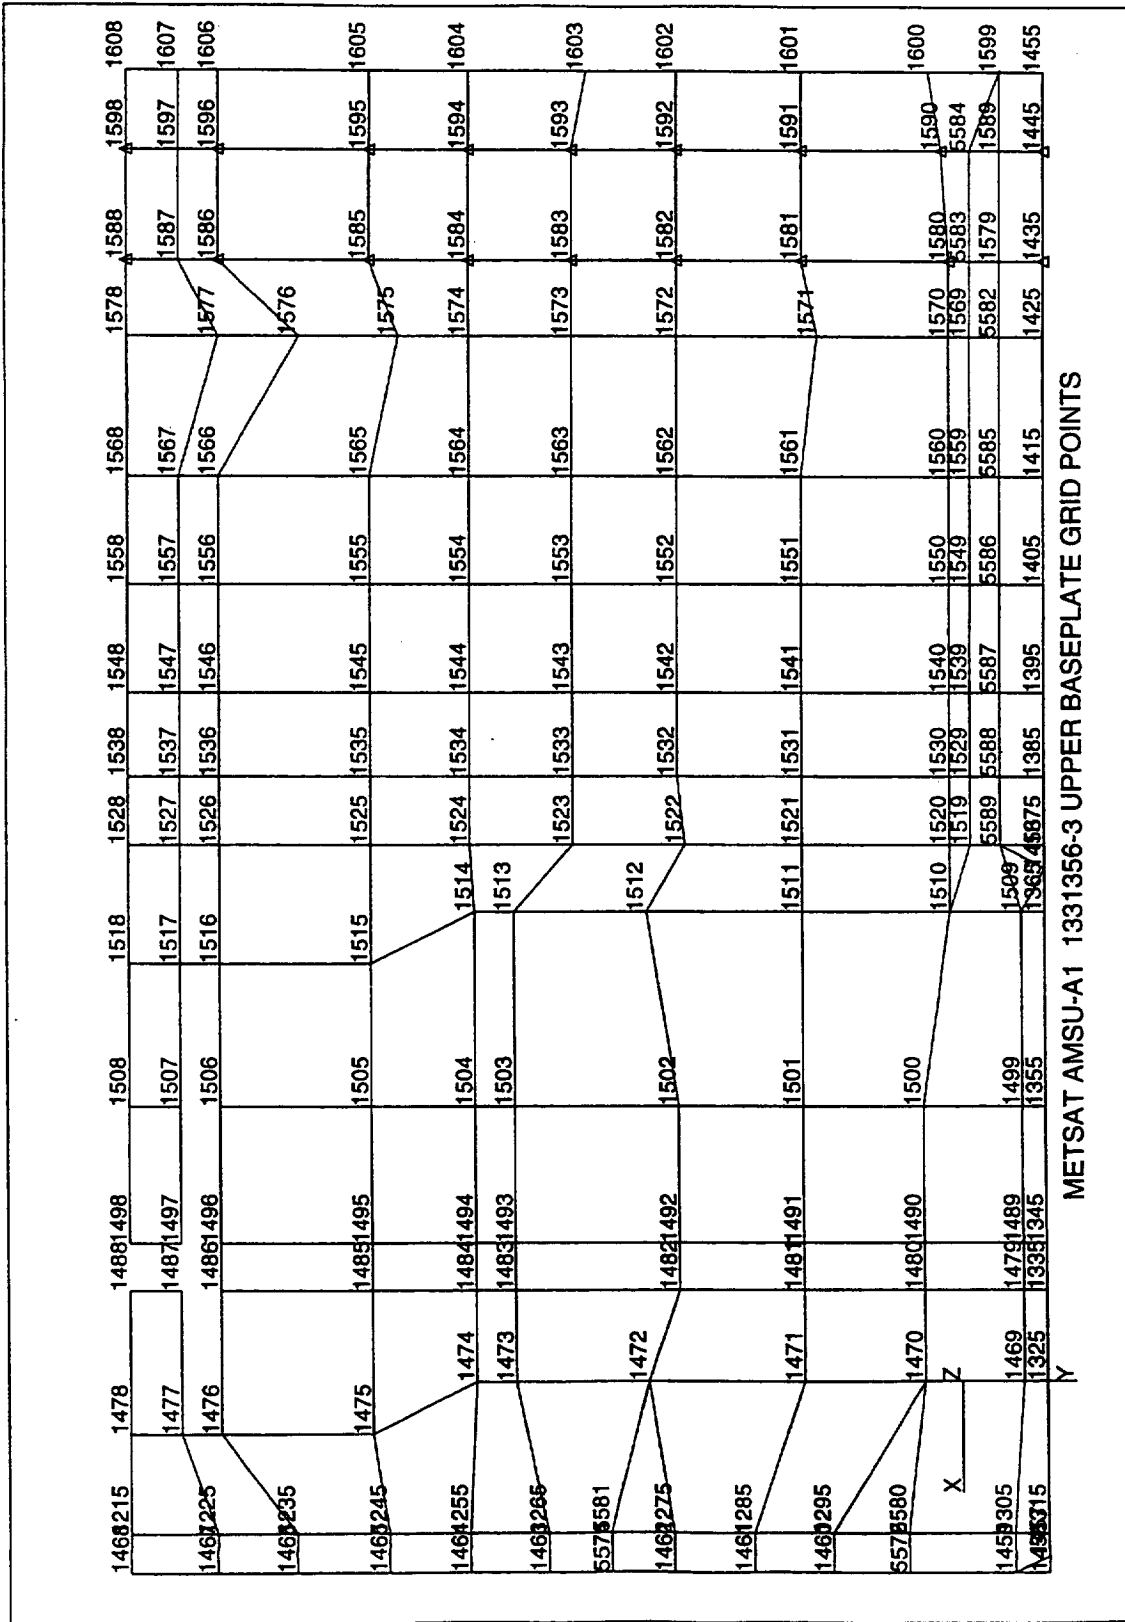 1608 1607 1606 1605 1604 1603 1602 1601 1600 1599 1455
1598 1597 1596 1595 1594 1593 1592 1591 1590 5584 1589 1445
1588 1587 1586 1585 1584 1583 1582 1581 1580 5583 1579 1435
1578 1577 1576 1575 1574 1573 1572 1571 1570 1569 5582 1425
1568 1567 1566 1565 1564 1563 1562 1561 1560 1559 5585 1415
1558 1557 1556 1555 1554 1553 1552 1551 1550 1549 5586 1405
1548 1547 1546 1545 1544 1543 1542 1541 1540 1539 5587 1395
1538 1537 1536 1535 1534 1533 1532 1531 1530 1529 5588 1385
1528 1527 1526 1525 1524 1523 1522 1521 1520 1519 5589
1518 1517 1516 1515 1514 1513 1512 1511 1510 1509 1365
1508 1507 1506 1505 1504 1503 1502 1501 1500 1499 1355
1498 1497 1496 1495 1494 1493 1492 1491 1490 1489 1345
1488 1487 1486 1485 1484 1483 1482 1481 1480 1479 1335
1478 1477 1476 1475 1474 1473 1472 1471 1470 1469 1325
1215 1225 1235 1245 1255 1265 5581 1275 1285 1295 5580 1305
X Z Y
METSAT AMSU-A1 1331356-3 UPPER BASEPLATE GRID POINTS